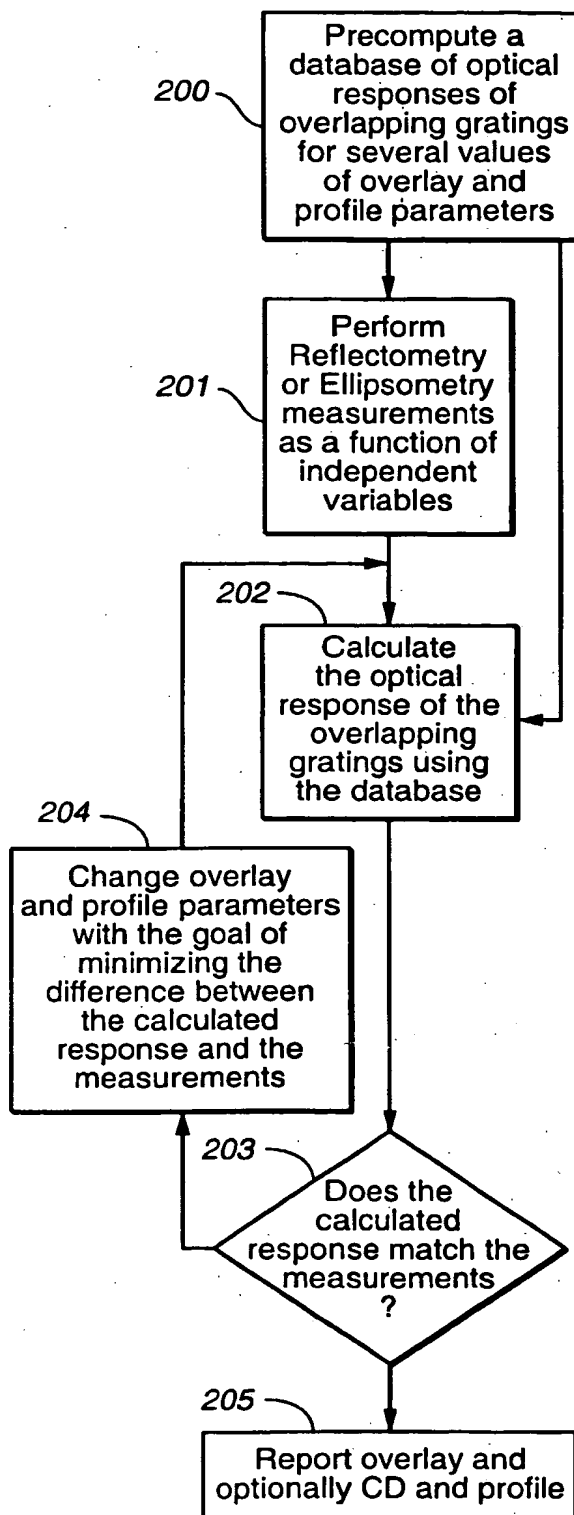 200
Precompute a
database of optical
responses of
overlapping gratings
for several values
of overlay and
profile parameters
201
Perform
Reflectometry
or Ellipsometry
measurements
as a function of
independent
variables
202
Calculate
the optical
response of the
overlapping
gratings using
the database
204
Change overlay
and profile parameters
with the goal of
minimizing the
difference between
the calculated
response and the
measurements
203
Does the
calculated
response match the
measurements
?
205
Report overlay and
optionally CD and profile